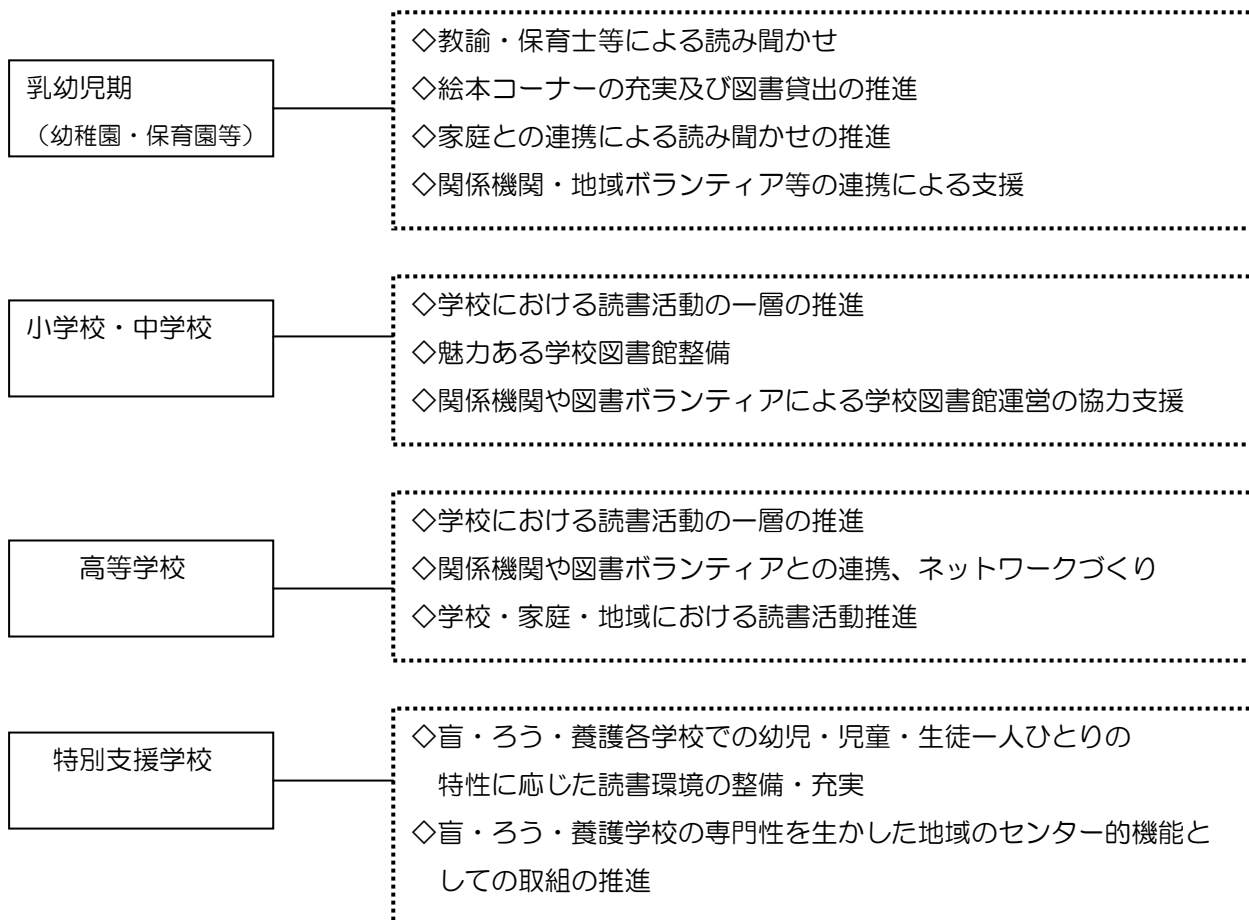 乳幼児期
（幼稚園・保育園等）
◇教諭・保育士等による読み聞かせ
◇絵本コーナーの充実及び図書貸出の推進
◇家庭との連携による読み聞かせの推進
◇関係機関・地域ボランティア等の連携による支援
小学校・中学校
◇学校における読書活動の一層の推進
◇魅力ある学校図書館整備
◇関係機関や図書ボランティアによる学校図書館運営の協力支援
高等学校
◇学校における読書活動の一層の推進
◇関係機関や図書ボランティアとの連携、ネットワークづくり
◇学校・家庭・地域における読書活動推進
特別支援学校
◇盲・ろう・養護各学校での幼児・児童・生徒一人ひとりの
特性に応じた読書環境の整備・充実
◇盲・ろう・養護学校の専門性を生かした地域のセンター的機能と
しての取組の推進